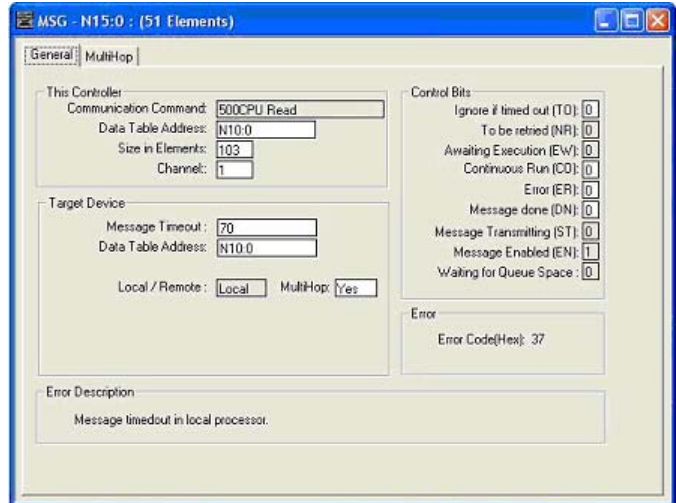 MSG - N15:0 : (51 Elements)
General MultiHop
This Controller
Communication Command: 500CPU Read
Data Table Address: N10:0
Size in Elements: 103
Channel:: 1
Target Device
Message Timeout : 70
Data Table Address: N10:0
Local / Remote : Local MultiHop: Yes
Control Bits
Ignore if timed out (TO): 0
To be retried (NR): 0
Awaiting Execution (EW): 0
Continuous Run (CO): 0
Error (ER): 0
Message done (DN): 0
Message Transmitting (ST): 0
Message Enabled (EN): 1
Waiting for Queue Space : 0
Error
Error Code(Hex): 37
Error Description
Message timedout in local processor.